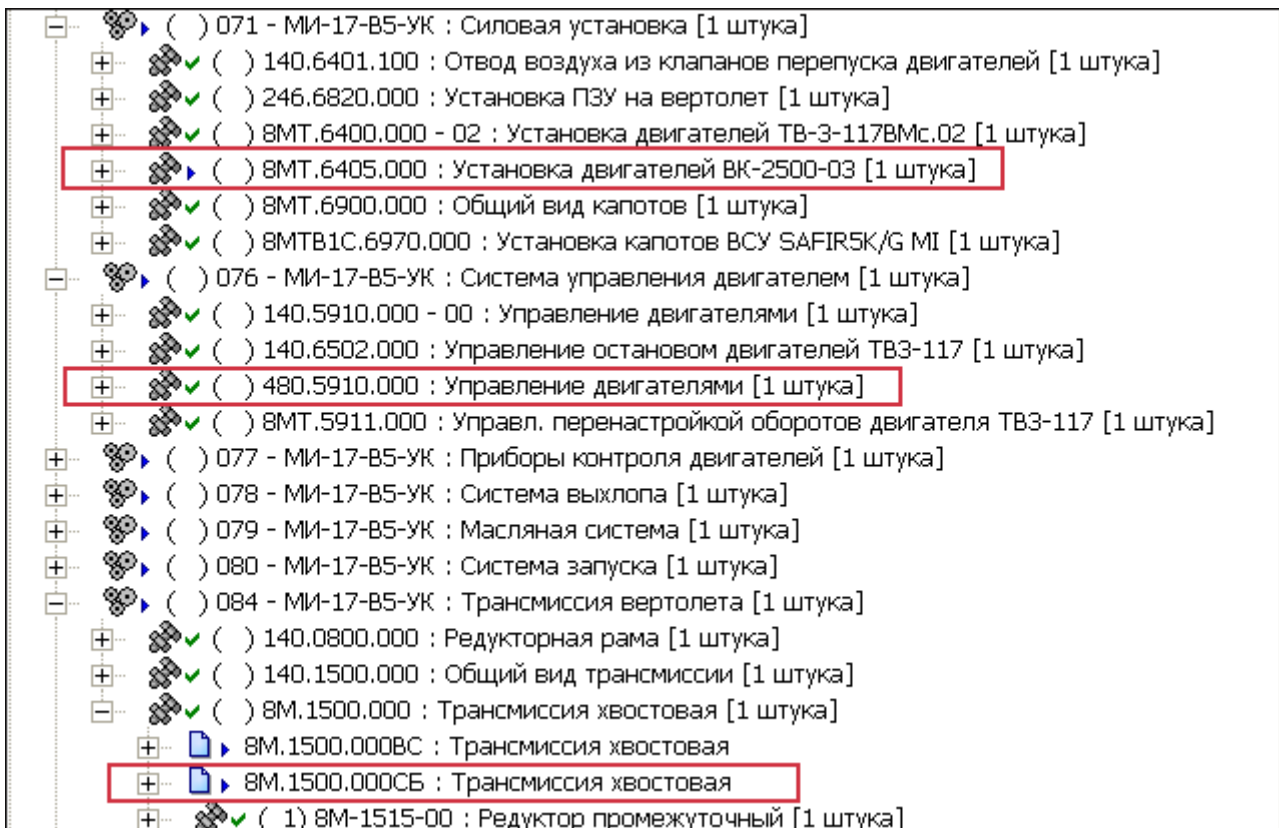 ( ) 071 - МИ-17-В5-УК : Силовая установка [1 штука]
( ) 140.6401.100 : Отвод воздуха из клапанов перепуска двигателей [1 штука]
( ) 246.6820.000 : Установка ПЗУ на вертолет [1 штука]
( ) 8МТ.6400.000 - 02 : Установка двигателей ТВ-3-117ВМс.02 [1 штука]
( ) 8МТ.6405.000 : Установка двигателей ВК-2500-03 [1 штука]
( ) 8МТ.6900.000 : Общий вид капотов [1 штука]
( ) 8МТВ1С.6970.000 : Установка капотов ВСУ SAFIR5K/G MI [1 штука]
( ) 076 - МИ-17-В5-УК : Система управления двигателем [1 штука]
( ) 140.5910.000 - 00 : Управление двигателями [1 штука]
( ) 140.6502.000 : Управление остановом двигателей ТВ3-117 [1 штука]
( ) 480.5910.000 : Управление двигателями [1 штука]
( ) 8МТ.5911.000 : Управл. перенастройкой оборотов двигателя ТВ3-117 [1 штука]
( ) 077 - МИ-17-В5-УК : Приборы контроля двигателей [1 штука]
( ) 078 - МИ-17-В5-УК : Система выхлопа [1 штука]
( ) 079 - МИ-17-В5-УК : Масляная система [1 штука]
( ) 080 - МИ-17-В5-УК : Система запуска [1 штука]
( ) 084 - МИ-17-В5-УК : Трансмиссия вертолета [1 штука]
( ) 140.0800.000 : Редукторная рама [1 штука]
( ) 140.1500.000 : Общий вид трансмиссии [1 штука]
( ) 8М.1500.000 : Трансмиссия хвостовая [1 штука]
8М.1500.000ВС : Трансмиссия хвостовая
8М.1500.000СБ : Трансмиссия хвостовая
( 1) 8М-1515-00 : Редуктор промежуточный [1 штука]